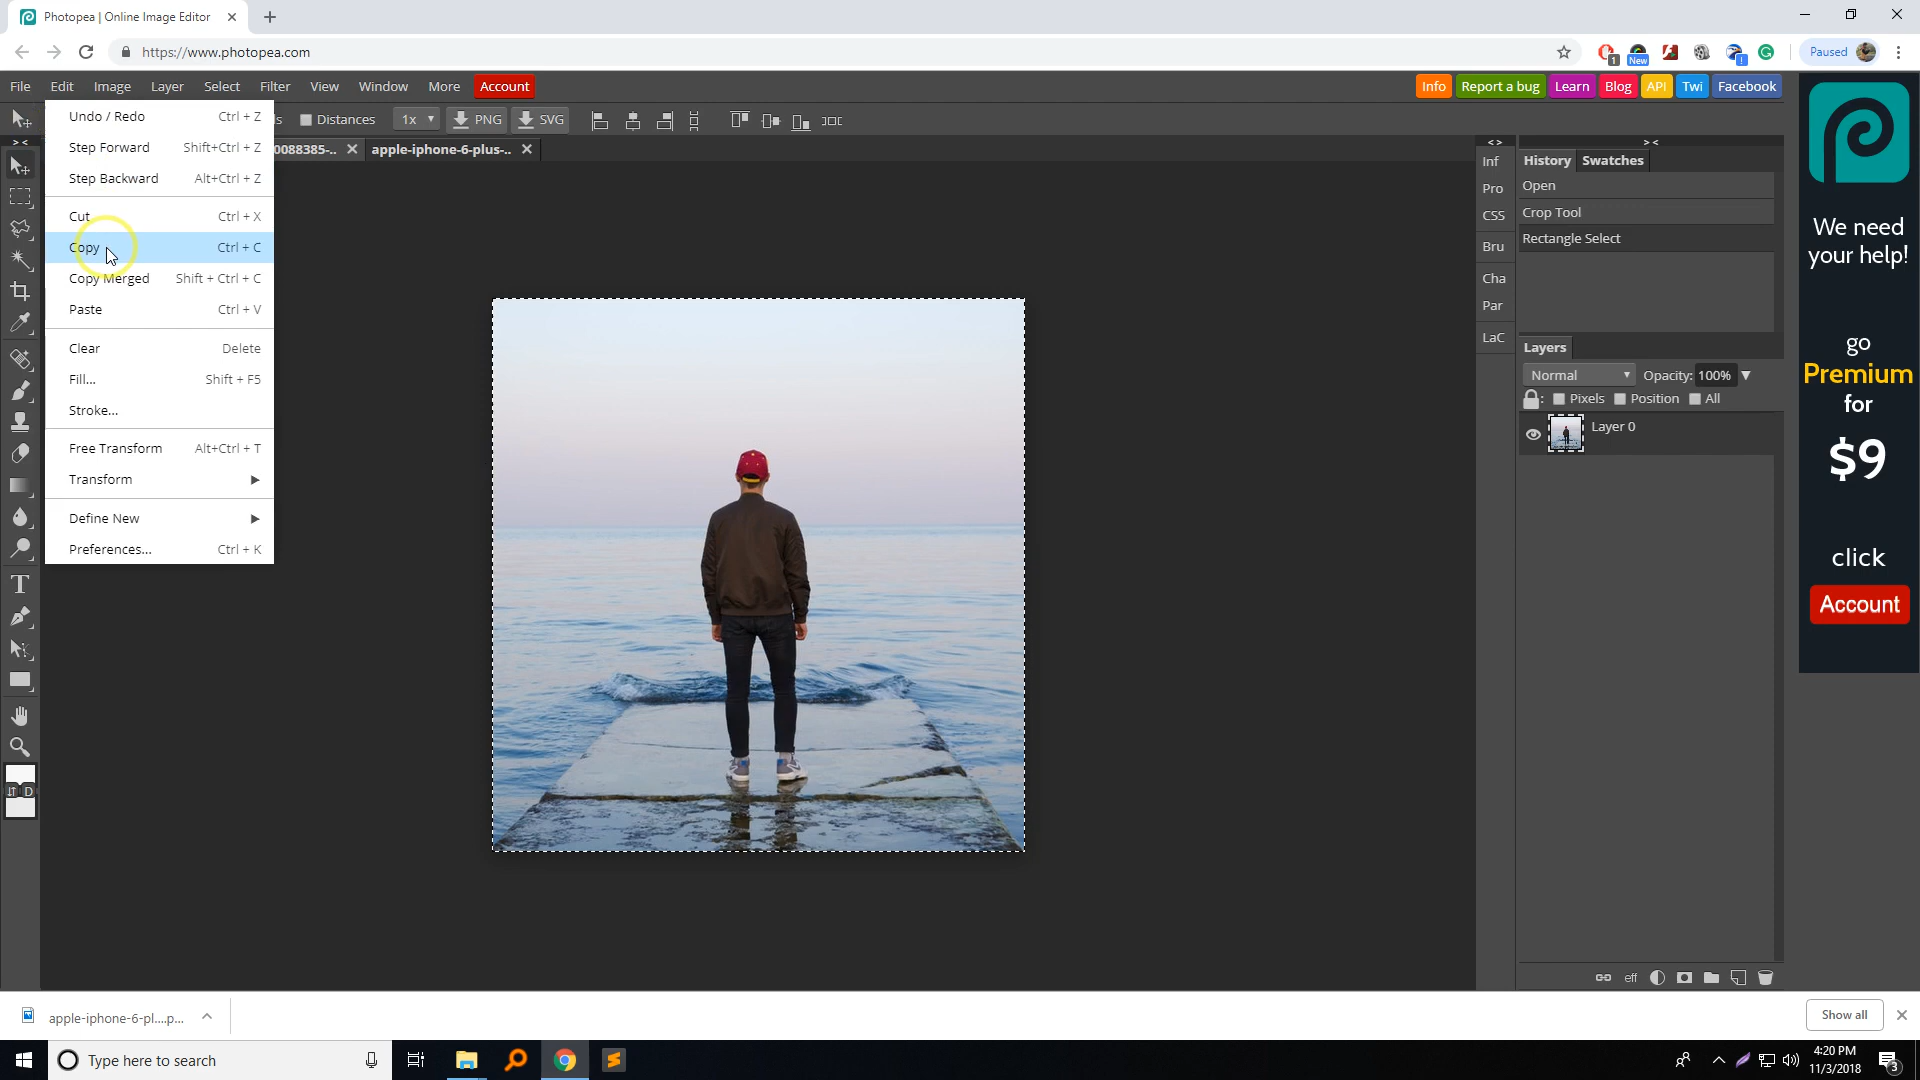 Photopea | Online Image Editor
https://www.photopea.com
1
New
!
Paused
File Edit Image Layer Select Filter View Window More Account
Info Report a bug Learn Blog API Twi Facebook
ls Distances 1x PNG SVG
0088385-.. apple-iphone-6-plus-..
Undo / Redo Ctrl + Z
Step Forward Shift+Ctrl + Z
Step Backward Alt+Ctrl + Z
Cut Ctrl + X
Copy Ctrl + C
Copy Merged Shift + Ctrl + C
Paste Ctrl + V
Clear Delete
Fill... Shift + F5
Stroke...
Free Transform Alt+Ctrl + T
Transform
Define New
Preferences... Ctrl + K
T
D
> <
< >
Inf
Pro
CSS
Bru
Cha
Par
LaC
> <
History Swatches
Open
Crop Tool
Rectangle Select
Layers
Normal Opacity: 100%
: Pixels Position All
Layer 0
eff
We need
your help!
go
Premium
for
$9
click
Account
apple-iphone-6-pl....p...
Show all
Type here to search
4:20 PM
11/3/2018
3